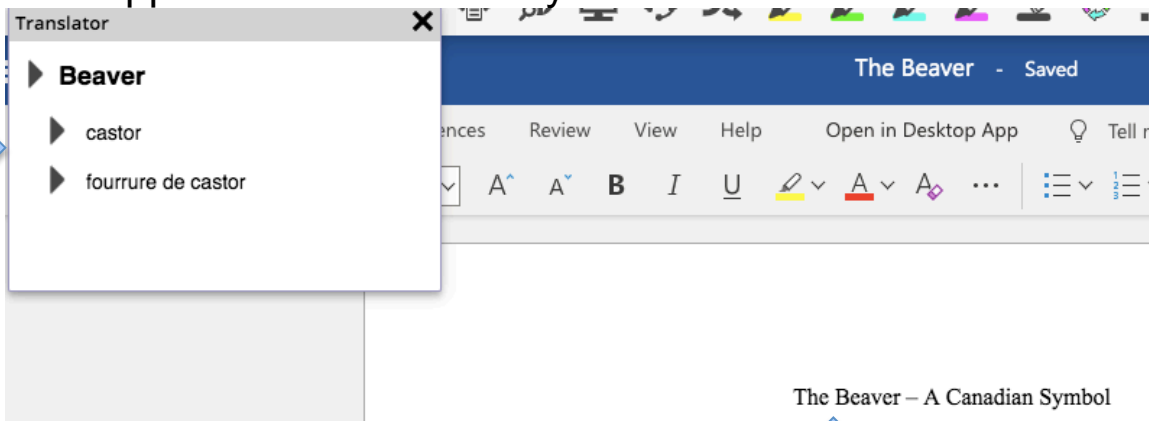 Translator
Beaver
castor
fourrure de castor
The Beaver - Saved
Review View Help Open in Desktop App Tell
A A B I U A A ...
The Beaver – A Canadian Symbol